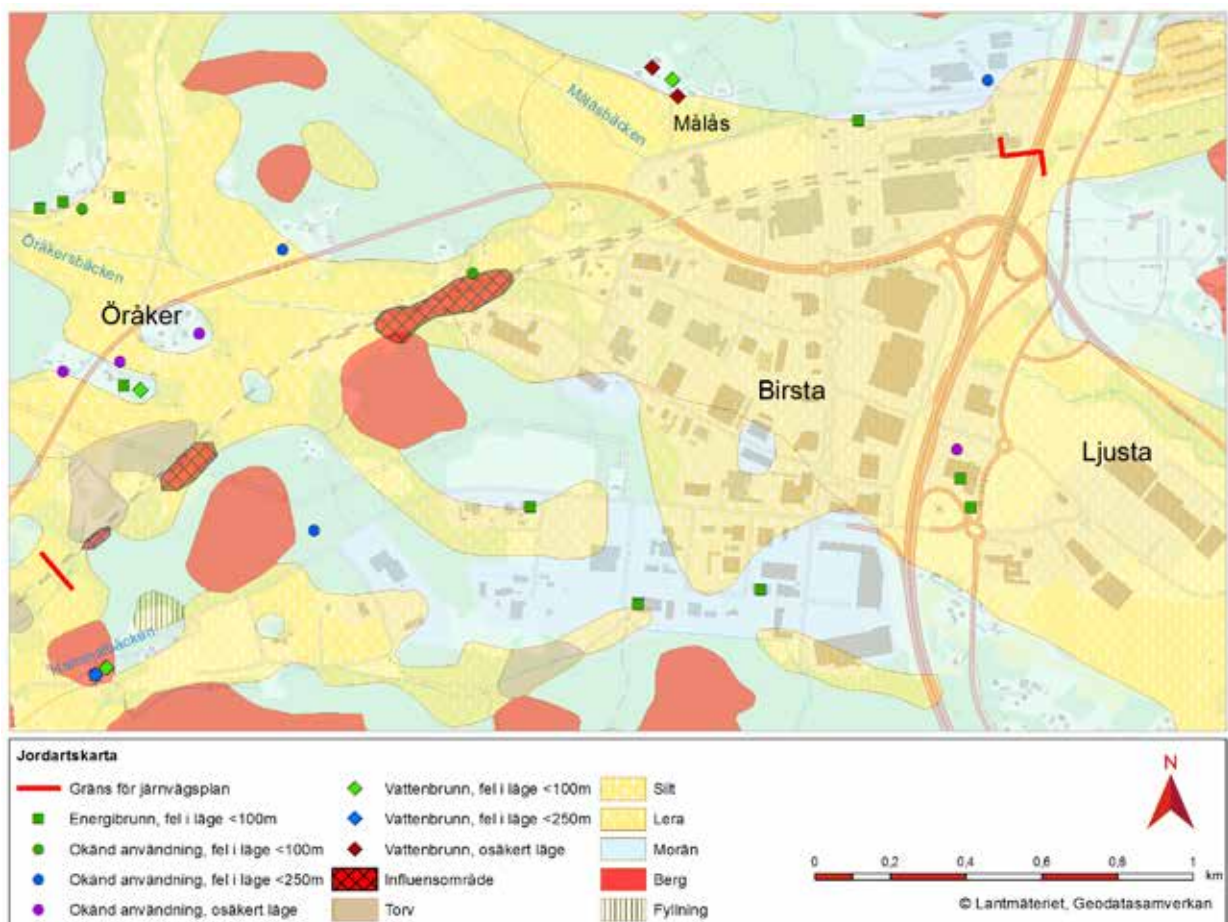 Målåsbäcken
Målås
Öråkersbäcken
Öråker
Birsta
Ljusta
Jordartskarta
Gräns för järnvägsplan
Energibrunn, fel i läge <100m
Okänd användning, fel i läge <100m
Okänd användning, fel i läge <250m
Okänd användning, osäkert läge
Vattenbrunn, fel i läge <100m
Vattenbrunn, fel i läge <250m
Vattenbrunn, osäkert läge
Influensområde
Torv
Silt
Lera
Morän
Berg
Fyllning
N
0 0,2 0,4 0,6 0,8 1
km
© Lantmäteriet, Geodatasamverkan